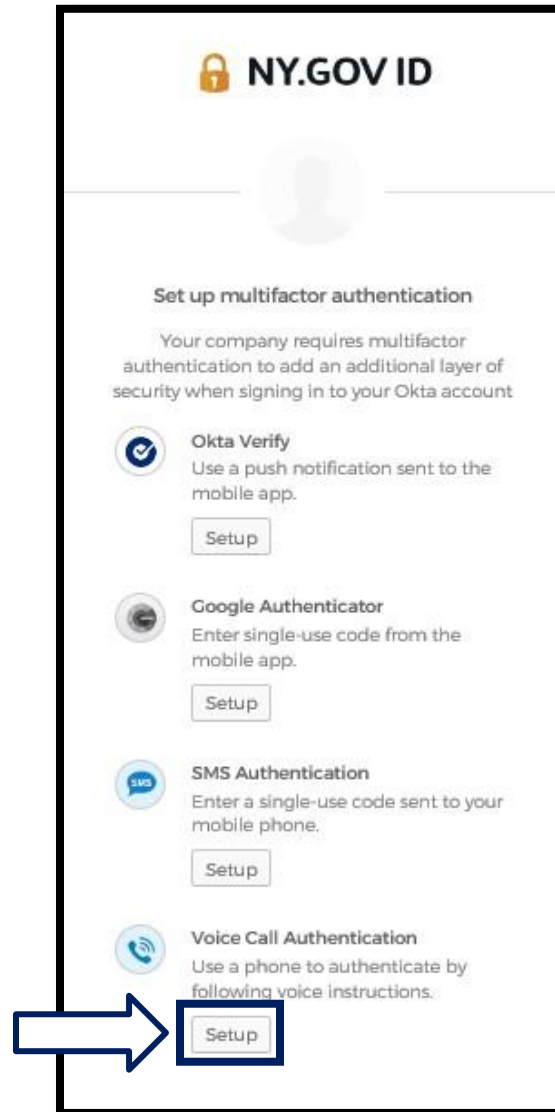 NY.GOV ID
Set up multifactor authentication
Your company requires multifactor
authentication to add an additional layer of
security when signing in to your Okta account
Okta Verify
Use a push notification sent to the
mobile app.
Setup
Google Authenticator
Enter single-use code from the
mobile app.
Setup
SMS
SMS Authentication
Enter a single-use code sent to your
mobile phone.
Setup
Voice Call Authentication
Use a phone to authenticate by
following voice instructions.
Setup